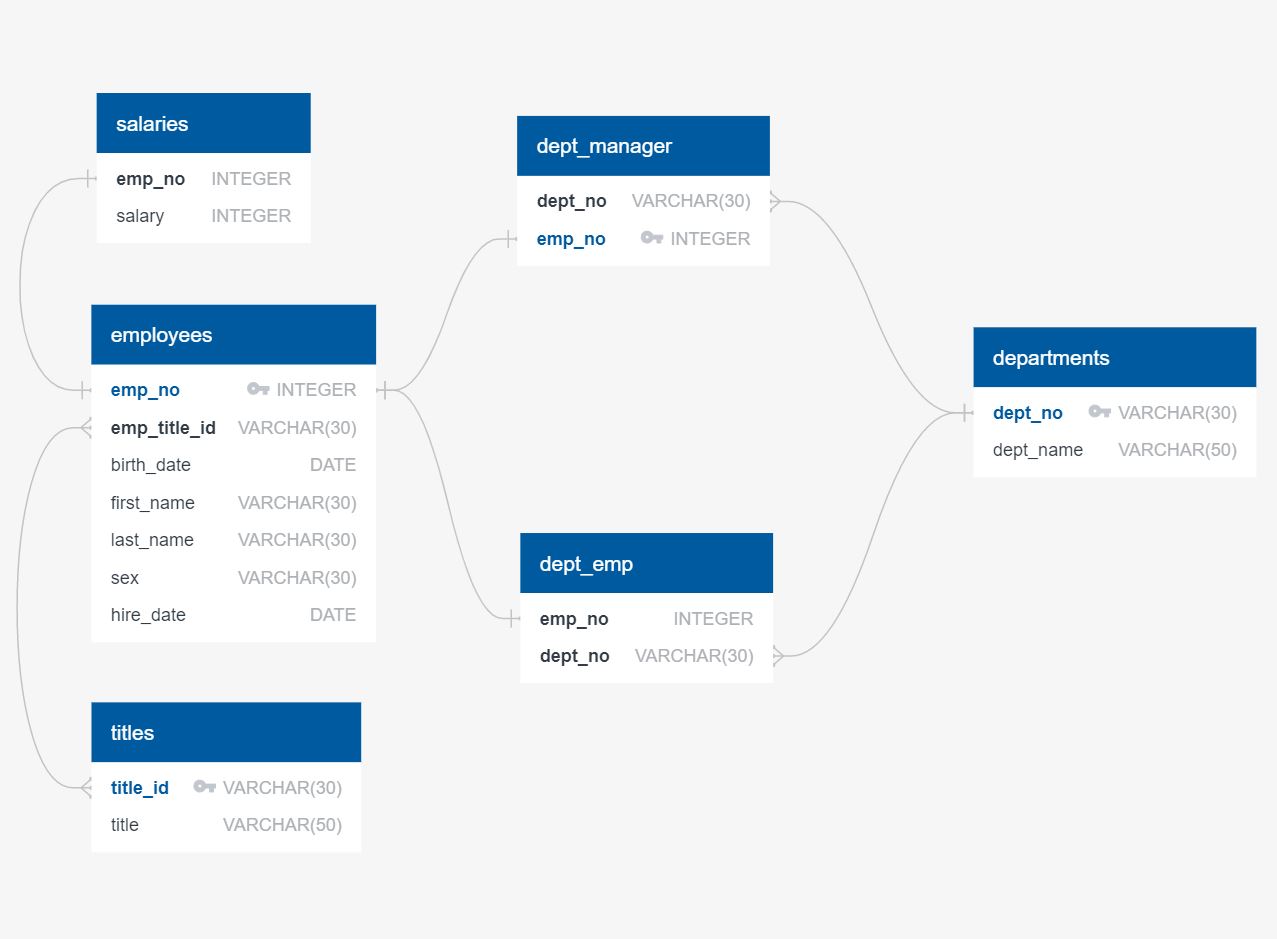 salaries
emp_no INTEGER
salary INTEGER
employees
emp_no INTEGER
emp_title_id VARCHAR(30)
birth_date DATE
first_name VARCHAR(30)
last_name VARCHAR(30)
sex VARCHAR(30)
hire_date DATE
titles
title_id VARCHAR(30)
title VARCHAR(50)
dept_manager
dept_no VARCHAR(30)
emp_no INTEGER
dept_emp
emp_no INTEGER
dept_no VARCHAR(30)
departments
dept_no VARCHAR(30)
dept_name VARCHAR(50)